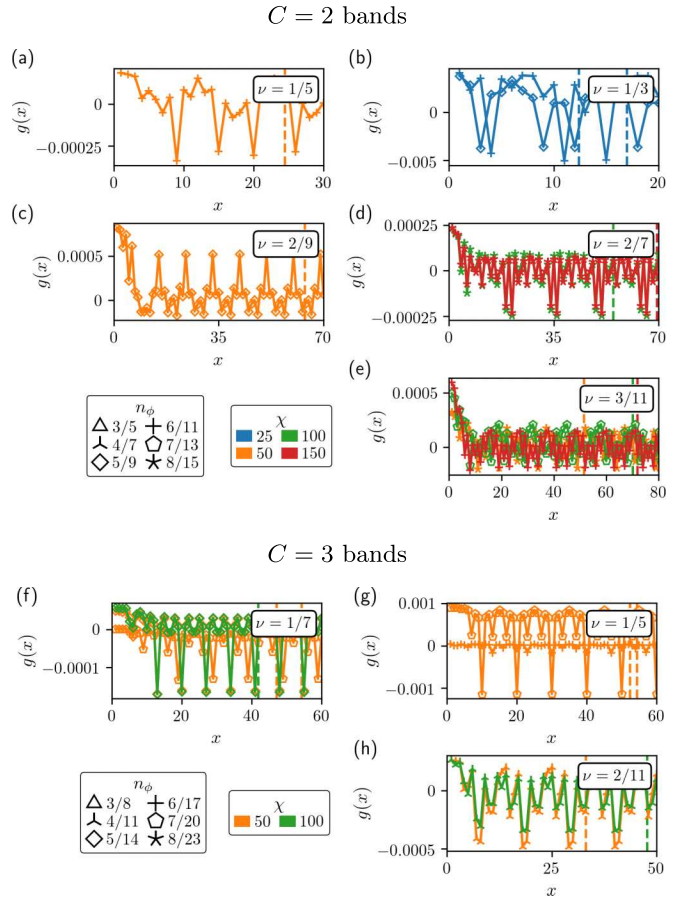 C = 2 bands
(a)
0
−0.00025
ν = 1/5
g(x)
0 10 20 30
x
(b)
0
−0.005
ν = 1/3
g(x)
0 10 20
x
(c)
0.0005
0
ν = 2/9
g(x)
0 35 70
x
(d)
0.00025
0
−0.00025
ν = 2/7
g(x)
0 35 70
x
(e)
0.0005
0
ν = 3/11
g(x)
0 20 40 60 80
x
nϕ
3/5 6/11
4/7 7/13
5/9 8/15
χ
25 100
50 150
C = 3 bands
(f)
0
−0.0001
ν = 1/7
g(x)
0 20 40 60
x
(g)
0.001
0
−0.001
ν = 1/5
g(x)
0 20 40 60
x
(h)
0
−0.0005
ν = 2/11
g(x)
0 25 50
x
nϕ
3/8 6/17
4/11 7/20
5/14 8/23
χ
50 100